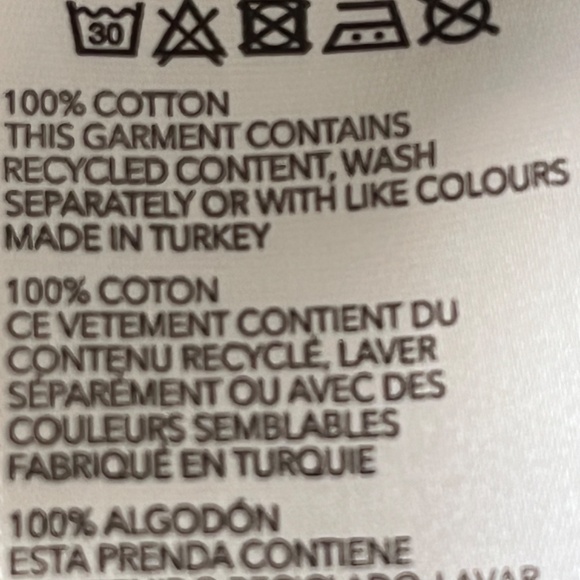 30
100% COTTON
THIS GARMENT CONTAINS
RECYCLED CONTENT, WASH
SEPARATELY OR WITH LIKE COLOURS
MADE IN TURKEY
100% COTON
CE VETEMENT CONTIENT DU
CONTENU RECYCLÉ, LAVER
SÉPARÉMENT OU AVEC DES
COULEURS SEMBLABLES
FABRIQUÉ EN TURQUIE
100% ALGODÓN
ESTA PRENDA CONTIENE
RECICLADO LAVAR